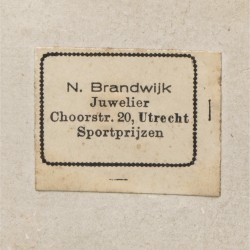 N. Brandwijk
Juwelier
Choorstr. 20, Utrecht
Sportprijzen